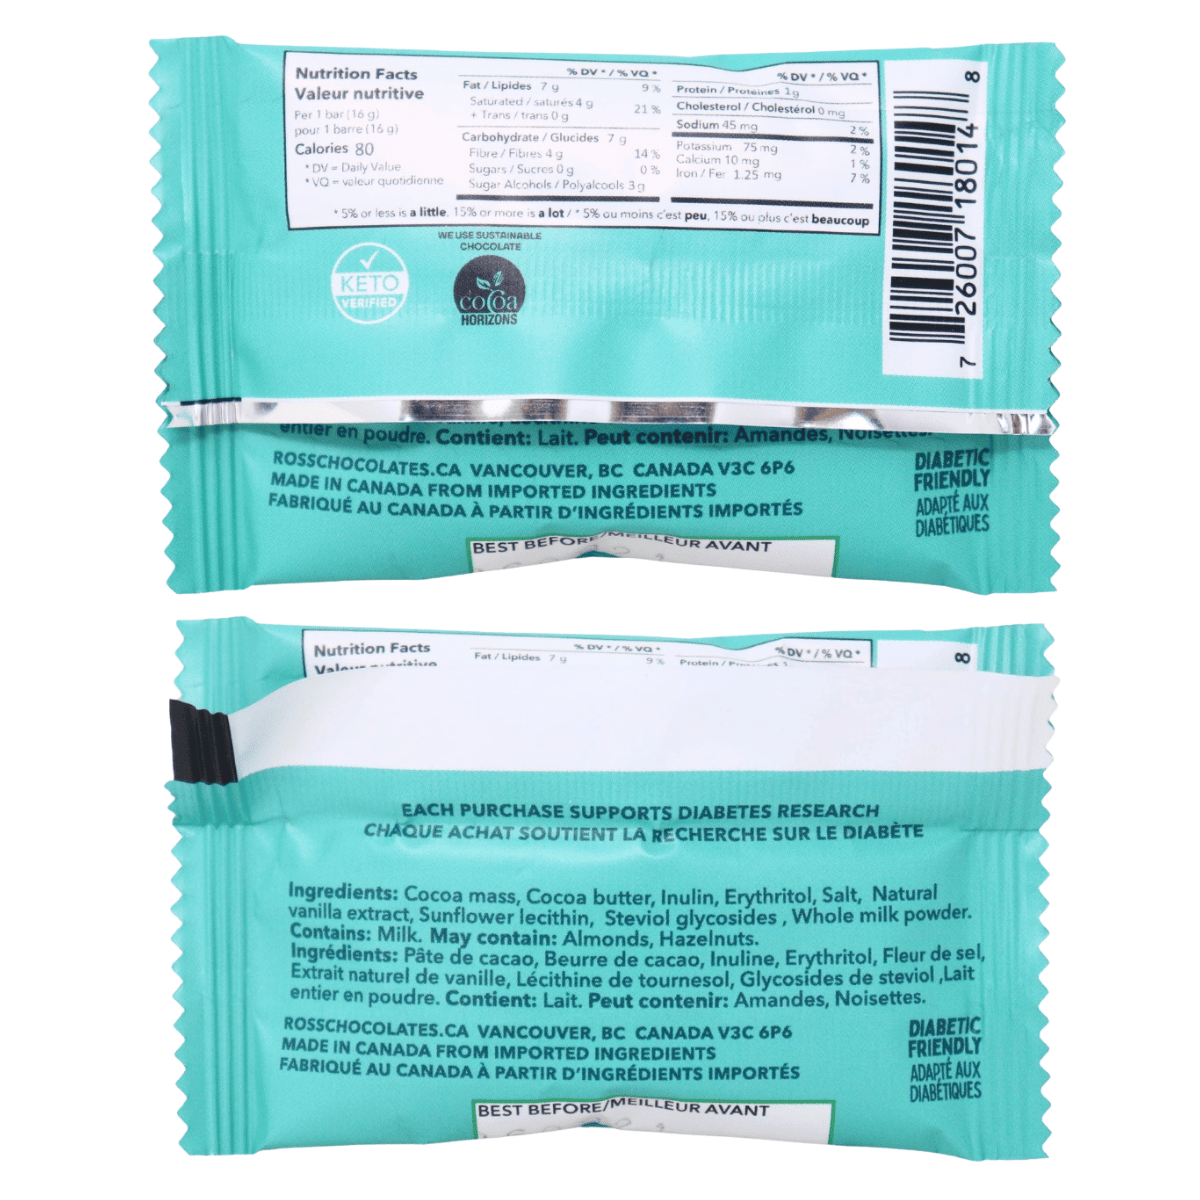 Nutrition Facts
Valeur nutritive
Per 1 bar (16 g)
pour 1 barre (16 g)
Calories 80
* DV = Daily Value
* VQ = valeur quotidienne
% DV * / % VQ *
Fat / Lipides 7 g 9 %
Saturated / saturés 4 g
+ Trans / trans 0 g 21 %
Carbohydrate / Glucides 7 g
Fibre / Fibres 4 g 14 %
Sugars / Sucres 0 g 0 %
Sugar Alcohols / Polyalcools 3 g
% DV * / % VQ *
Protein / Protéines 1 g
Cholesterol / Cholestérol 0 mg
Sodium 45 mg 2 %
Potassium 75 mg 2 %
Calcium 10 mg 1 %
Iron / Fer 1.25 mg 7 %
* 5% or less is a little, 15% or more is a lot / * 5% ou moins c'est peu, 15% ou plus c'est beaucoup
7 26007 18014 8
KETO
VERIFIED
WE USE SUSTAINABLE
CHOCOLATE
cocoa
HORIZONS
entier en poudre. Contient: Lait. Peut contenir: Amandes, Noisettes.
ROSSCHOCOLATES.CA VANCOUVER, BC CANADA V3C 6P6
MADE IN CANADA FROM IMPORTED INGREDIENTS
FABRIQUÉ AU CANADA À PARTIR D'INGRÉDIENTS IMPORTÉS
DIABETIC
FRIENDLY
ADAPTÉ AUX
DIABÉTIQUES
BEST BEFORE/MEILLEUR AVANT
Nutrition Facts
Valeur nutritive
% DV * / % VQ *
Fat / Lipides 7 g 9 %
% DV * / % VQ *
Protein /
8
EACH PURCHASE SUPPORTS DIABETES RESEARCH
CHAQUE ACHAT SOUTIENT LA RECHERCHE SUR LE DIABÈTE
Ingredients: Cocoa mass, Cocoa butter, Inulin, Erythritol, Salt, Natural
vanilla extract, Sunflower lecithin, Steviol glycosides , Whole milk powder.
Contains: Milk. May contain: Almonds, Hazelnuts.
Ingrédients: Pâte de cacao, Beurre de cacao, Inuline, Erythritol, Fleur de sel,
Extrait naturel de vanille, Lécithine de tournesol, Glycosides de steviol ,Lait
entier en poudre. Contient: Lait. Peut contenir: Amandes, Noisettes.
ROSSCHOCOLATES.CA VANCOUVER, BC CANADA V3C 6P6
MADE IN CANADA FROM IMPORTED INGREDIENTS
FABRIQUÉ AU CANADA À PARTIR D'INGRÉDIENTS IMPORTÉS
DIABETIC
FRIENDLY
ADAPTÉ AUX
DIABÉTIQUES
BEST BEFORE/MEILLEUR AVANT